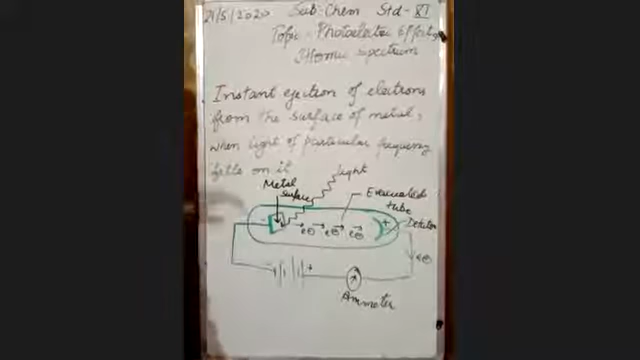 21/5/2020 Sub-Chem Std-XI
Topic - Photoelectric Effect,
Atomic spectrum
Instant ejection of electrons
from the surface of metal,
when light of particular frequency
falls on it
light
Metal surface
Evacuated tube
Detector
- +
e⊖ e⊖ e⊖
e⊖
- +
Ammeter